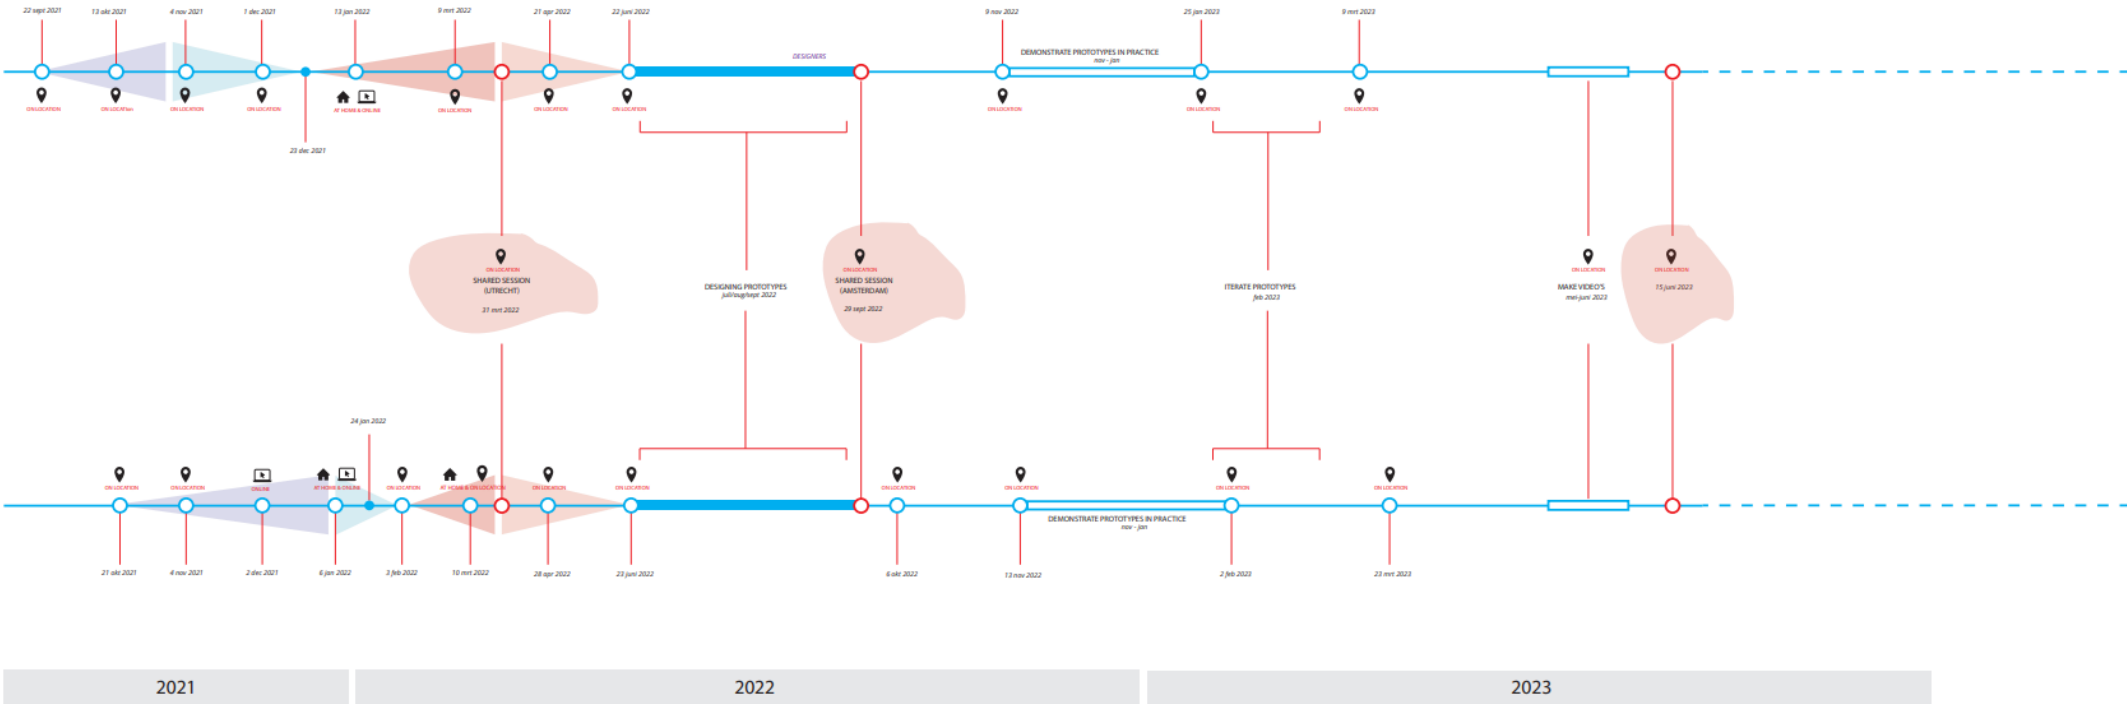 22 sept 2021
13 okt 2021
4 nov 2021
1 dec 2021
13 jan 2022
9 mrt 2022
21 apr 2022
22 juni 2022
9 nov 2022
25 jan 2023
9 mrt 2023
DESIGNERS
DEMONSTRATE PROTOTYPES IN PRACTICE
nov - jan
ON LOCATION
ON LOCATION
ON LOCATION
ON LOCATION
AT HOME & ONLINE
ON LOCATION
ON LOCATION
ON LOCATION
ON LOCATION
ON LOCATION
ON LOCATION
23 dec 2021
ON LOCATION
SHARED SESSION
(UTRECHT)
31 mrt 2022
DESIGNING PROTOTYPES
juli/aug/sept 2022
ON LOCATION
SHARED SESSION
(AMSTERDAM)
29 sept 2022
ITERATE PROTOTYPES
feb 2023
ON LOCATION
MAKE VIDEO'S
mei-juni 2023
ON LOCATION
15 juni 2023
24 jan 2022
ON LOCATION
ON LOCATION
ONLINE
AT HOME & ONLINE
ON LOCATION
AT HOME & ON LOCATION
ON LOCATION
ON LOCATION
ON LOCATION
ON LOCATION
ON LOCATION
ON LOCATION
DEMONSTRATE PROTOTYPES IN PRACTICE
nov - jan
21 okt 2021
4 nov 2021
2 dec 2021
6 jan 2022
3 feb 2022
10 mrt 2022
28 apr 2022
23 juni 2022
6 okt 2022
13 nov 2022
2 feb 2023
23 mrt 2023
2021
2022
2023